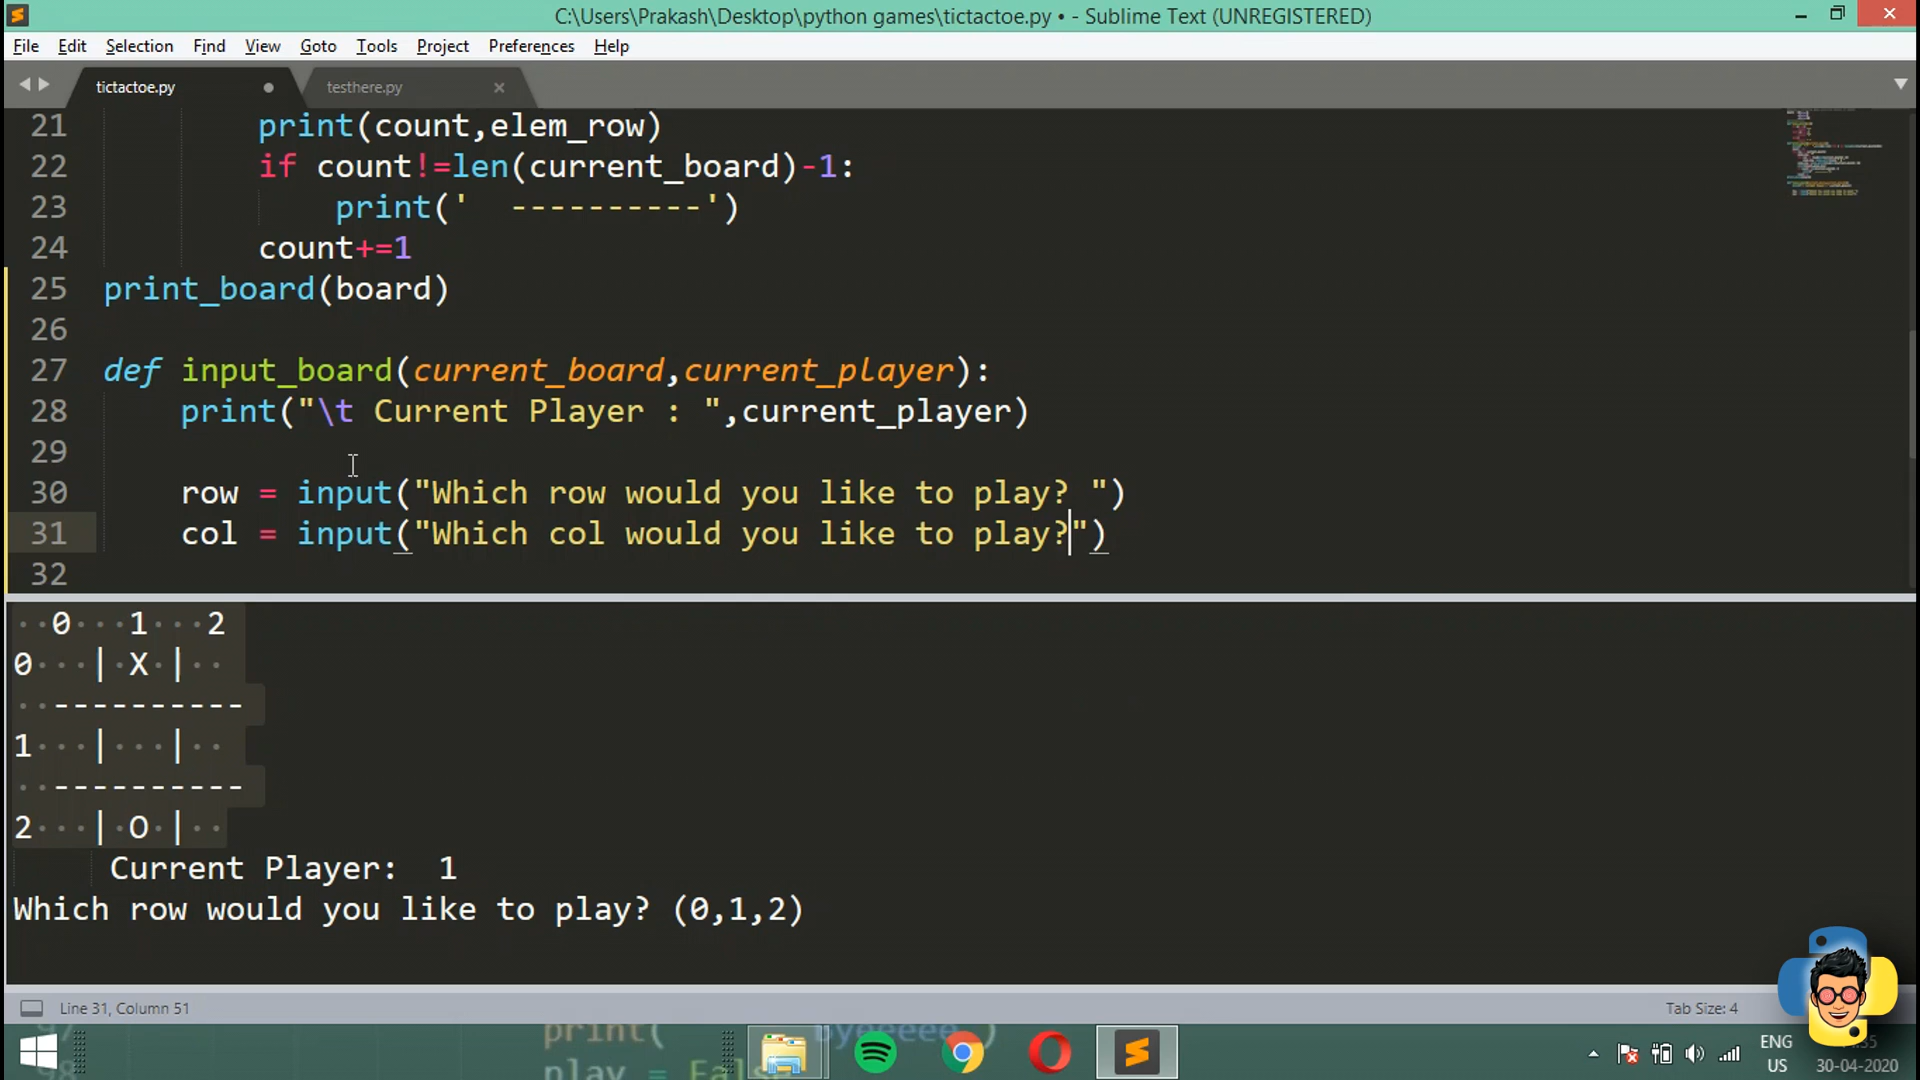 C:\Users\Prakash\Desktop\python games\tictactoe.py • - Sublime Text (UNREGISTERED)
File Edit Selection Find View Goto Tools Project Preferences Help
tictactoe.py testhere.py
21 print(count,elem_row)
22 if count!=len(current_board)-1:
23 print('  ----------')
24 count+=1
25 print_board(board)
26
27 def input_board(current_board,current_player):
28 print("\t Current Player : ",current_player)
29
30 row = input("Which row would you like to play? ")
31 col = input("Which col would you like to play?")
32
0 1 2
0 | X |
----------
1 | |
----------
2 | O |
Current Player: 1
Which row would you like to play? (0,1,2)
Line 31, Column 51
Tab Size: 4
print(
play = False
ENG
US
30-04-2020